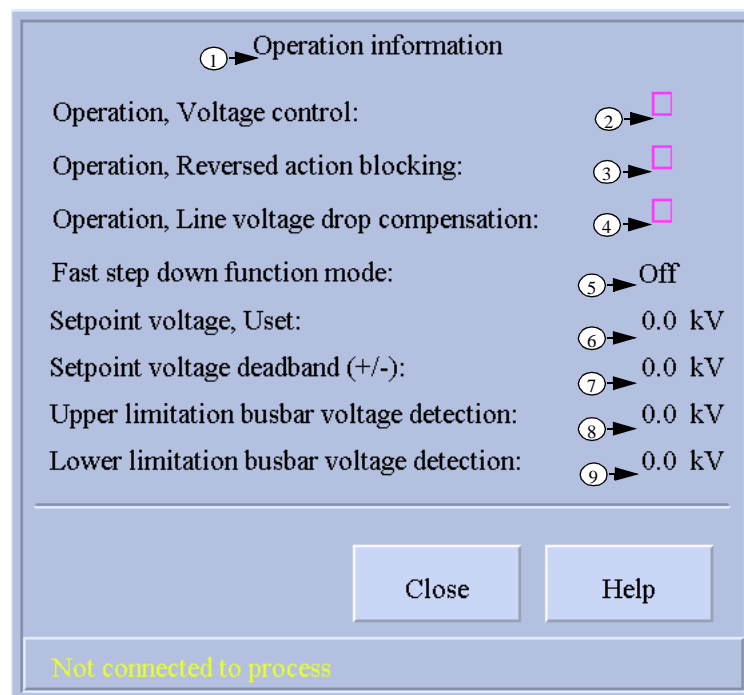 1 Operation information
Operation, Voltage control: 2
Operation, Reversed action blocking: 3
Operation, Line voltage drop compensation: 4
Fast step down function mode: 5 Off
Setpoint voltage, Uset: 6 0.0 kV
Setpoint voltage deadband (+/-): 7 0.0 kV
Upper limitation busbar voltage detection: 8 0.0 kV
Lower limitation busbar voltage detection: 9 0.0 kV
Close Help
Not connected to process